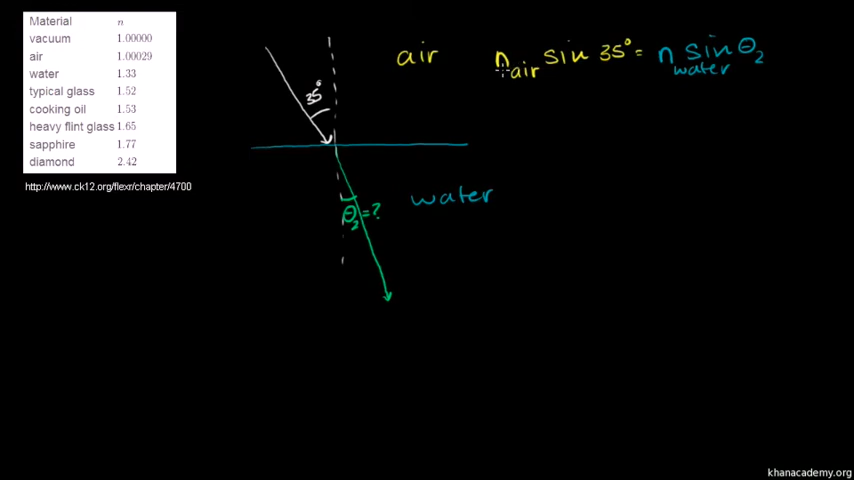 Material n
vacuum 1.00000
air 1.00029
water 1.33
typical glass 1.52
cooking oil 1.53
heavy flint glass 1.65
sapphire 1.77
diamond 2.42
http://www.ck12.org/flexr/chapter/4700
35°
air
n air sin 35° = n water sin θ2
water
θ2 = ?
khanacademy.org